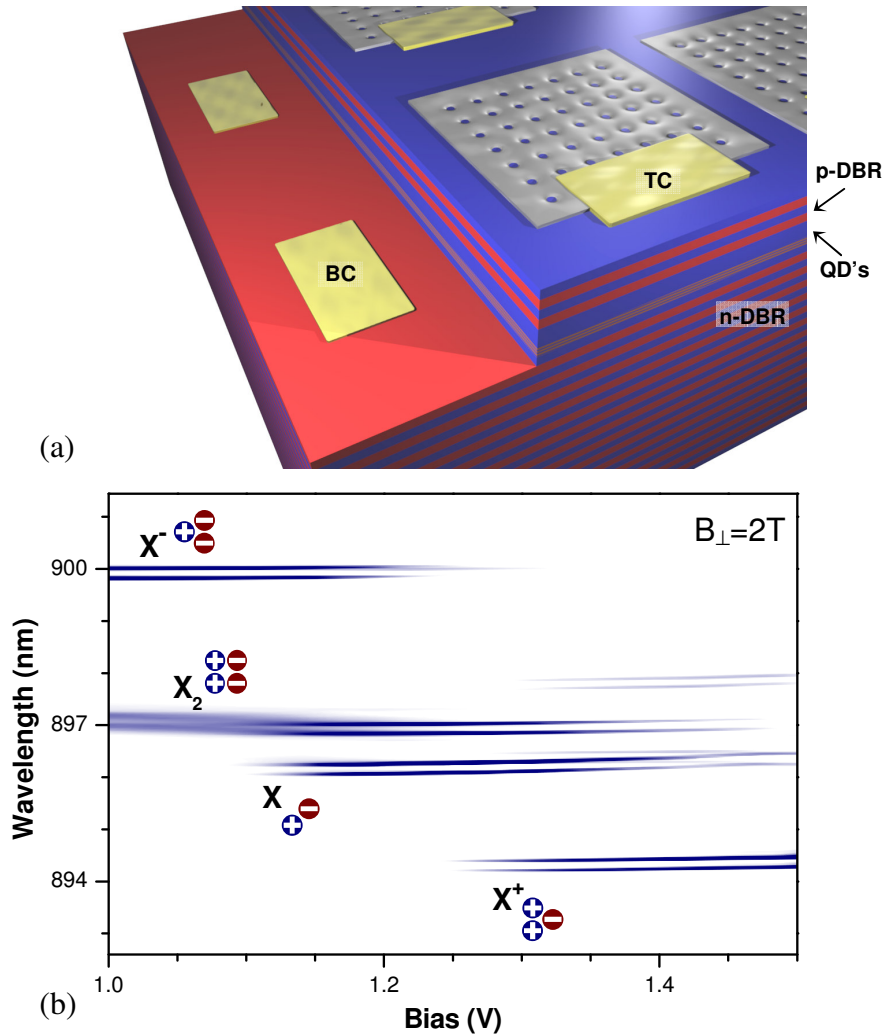 TC
p-DBR
BC
QD's
n-DBR
(a)
X⁻
B⊥=2T
900
X₂
897
X
894
X⁺
Wavelength (nm)
1.0
1.2
1.4
(b)
Bias (V)